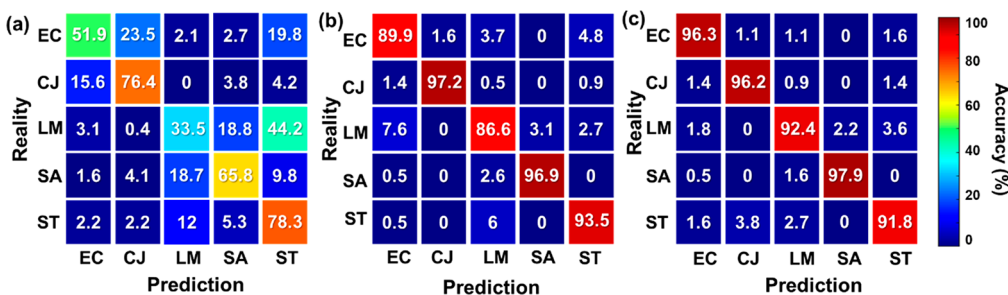 (a)
Reality
EC 51.9 23.5 2.1 2.7 19.8
CJ 15.6 76.4 0 3.8 4.2
LM 3.1 0.4 33.5 18.8 44.2
SA 1.6 4.1 18.7 65.8 9.8
ST 2.2 2.2 12 5.3 78.3
EC CJ LM SA ST
Prediction
(b)
Reality
EC 89.9 1.6 3.7 0 4.8
CJ 1.4 97.2 0.5 0 0.9
LM 7.6 0 86.6 3.1 2.7
SA 0.5 0 2.6 96.9 0
ST 0.5 0 6 0 93.5
EC CJ LM SA ST
Prediction
(c)
Reality
EC 96.3 1.1 1.1 0 1.6
CJ 1.4 96.2 0.9 0 1.4
LM 1.8 0 92.4 2.2 3.6
SA 0.5 0 1.6 97.9 0
ST 1.6 3.8 2.7 0 91.8
EC CJ LM SA ST
Prediction
100
80
60
40
20
0
Accuracy (%)